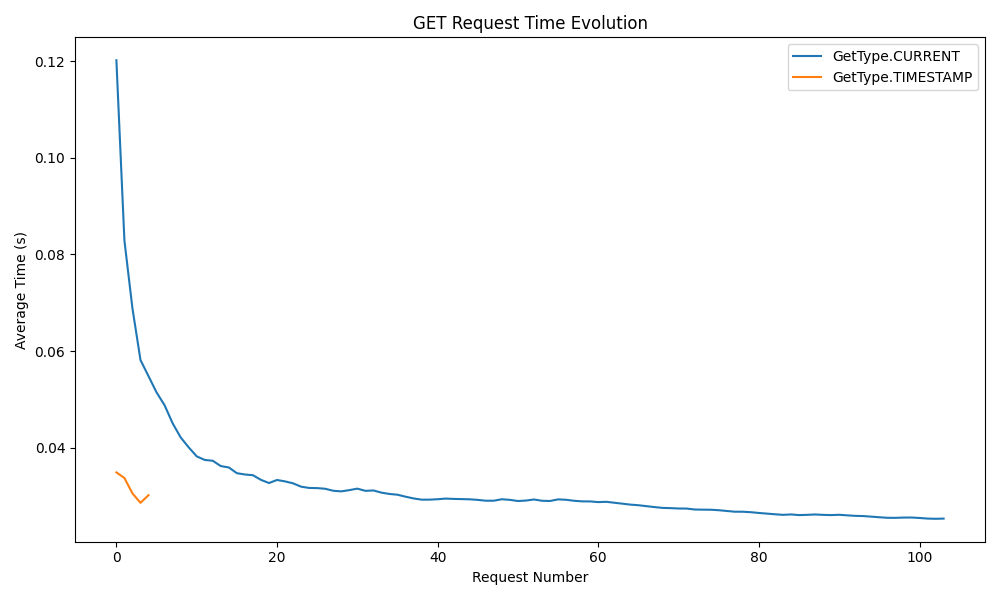 GET Request Time Evolution
GetType.CURRENT
GetType.TIMESTAMP
Average Time (s)
0.12
0.10
0.08
0.06
0.04
0 20 40 60 80 100
Request Number